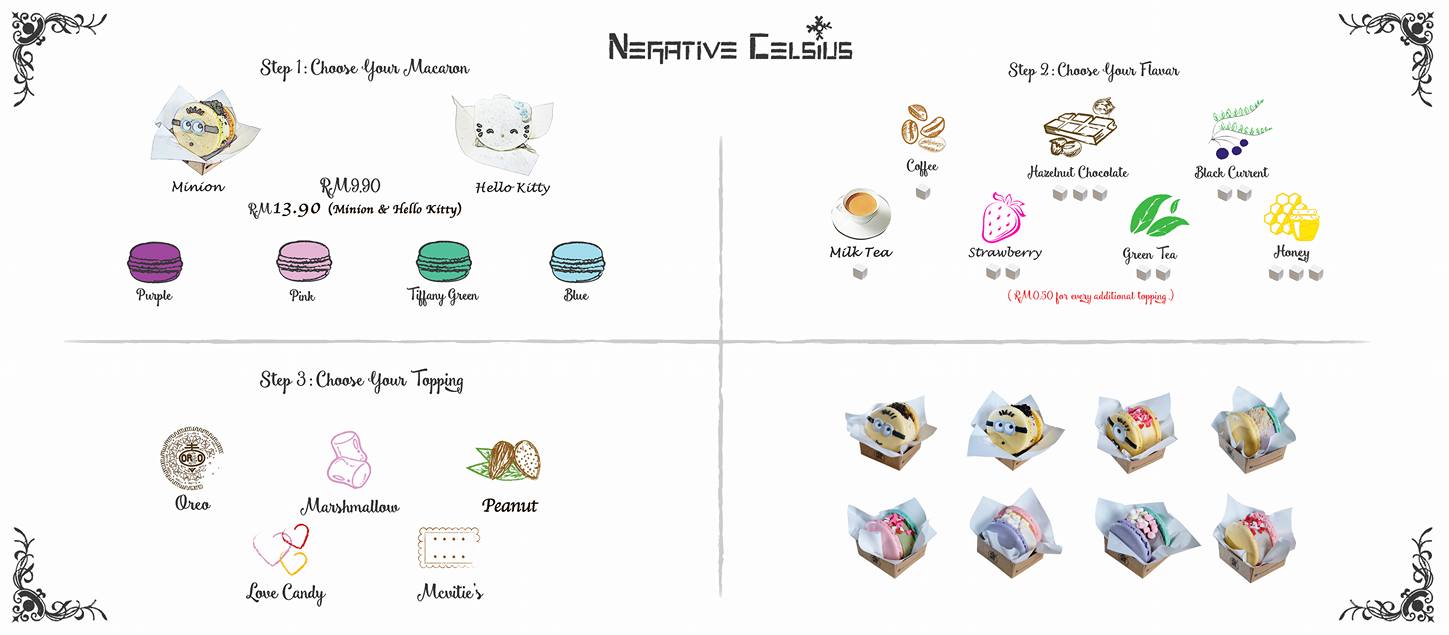 Negative Celsius
Step 1: Choose Your Macaron
Minion
Hello Kitty
RM9.90
RM13.90 (Minion & Hello Kitty)
Purple
Pink
Tiffany Green
Blue
Step 2: Choose Your Flavar
Coffee
Hazelnut Chocolate
Black Current
Milk Tea
Strawberry
Green Tea
Honey
( RM0.50 for every additional topping.)
Step 3: Choose Your Topping
OREO
Oreo
Marshmallow
Peanut
Love Candy
Mcvitie's